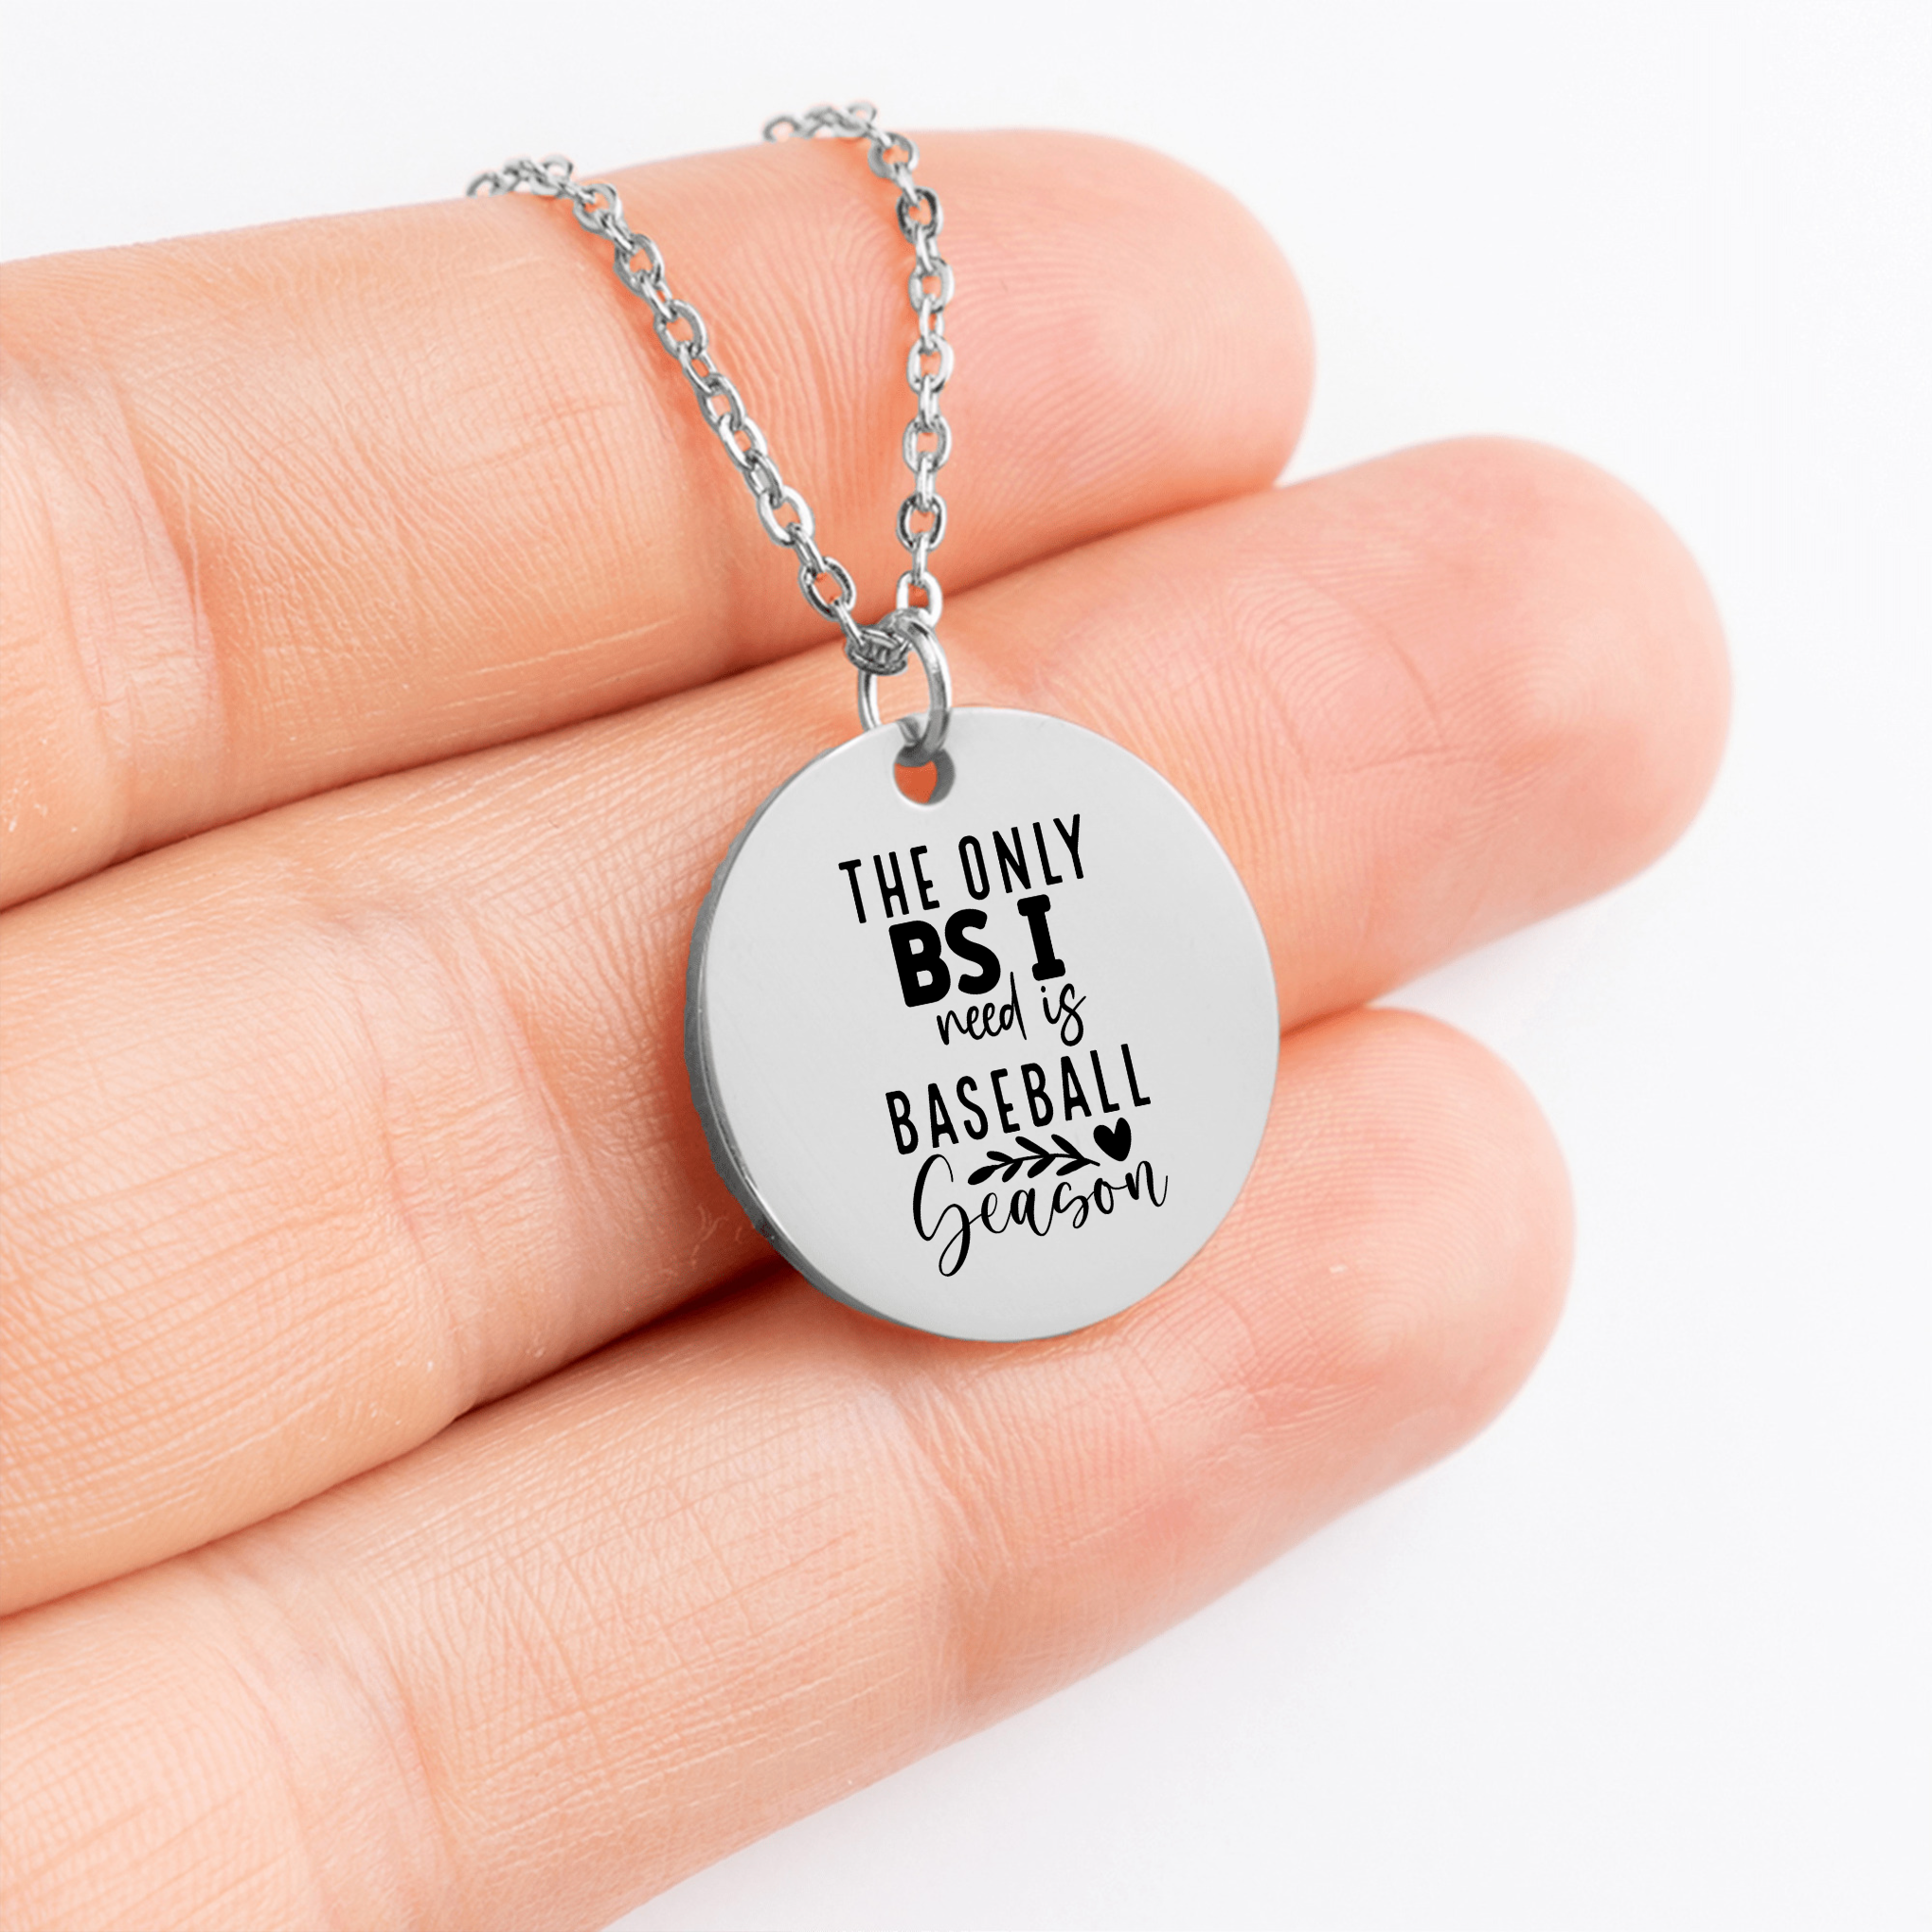 THE ONLY
BS I
need is
BASEBALL
Season